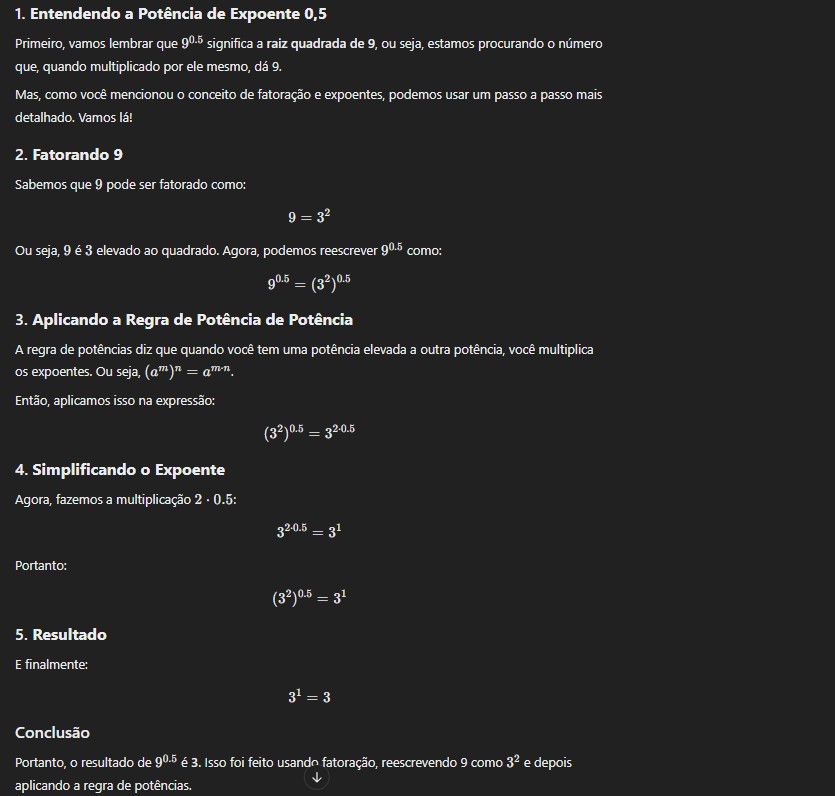 1. Entendendo a Potência de Expoente 0,5
Primeiro, vamos lembrar que 9^0.5 significa a raiz quadrada de 9, ou seja, estamos procurando o número
que, quando multiplicado por ele mesmo, dá 9.
Mas, como você mencionou o conceito de fatoração e expoentes, podemos usar um passo a passo mais
detalhado. Vamos lá!
2. Fatorando 9
Sabemos que 9 pode ser fatorado como:
9 = 3^2
Ou seja, 9 é 3 elevado ao quadrado. Agora, podemos reescrever 9^0.5 como:
9^0.5 = (3^2)^0.5
3. Aplicando a Regra de Potência de Potência
A regra de potências diz que quando você tem uma potência elevada a outra potência, você multiplica
os expoentes. Ou seja, (a^m)^n = a^m·n.
Então, aplicamos isso na expressão:
(3^2)^0.5 = 3^2·0.5
4. Simplificando o Expoente
Agora, fazemos a multiplicação 2 · 0.5:
3^2·0.5 = 3^1
Portanto:
(3^2)^0.5 = 3^1
5. Resultado
E finalmente:
3^1 = 3
Conclusão
Portanto, o resultado de 9^0.5 é 3. Isso foi feito usando fatoração, reescrevendo 9 como 3^2 e depois
aplicando a regra de potências.